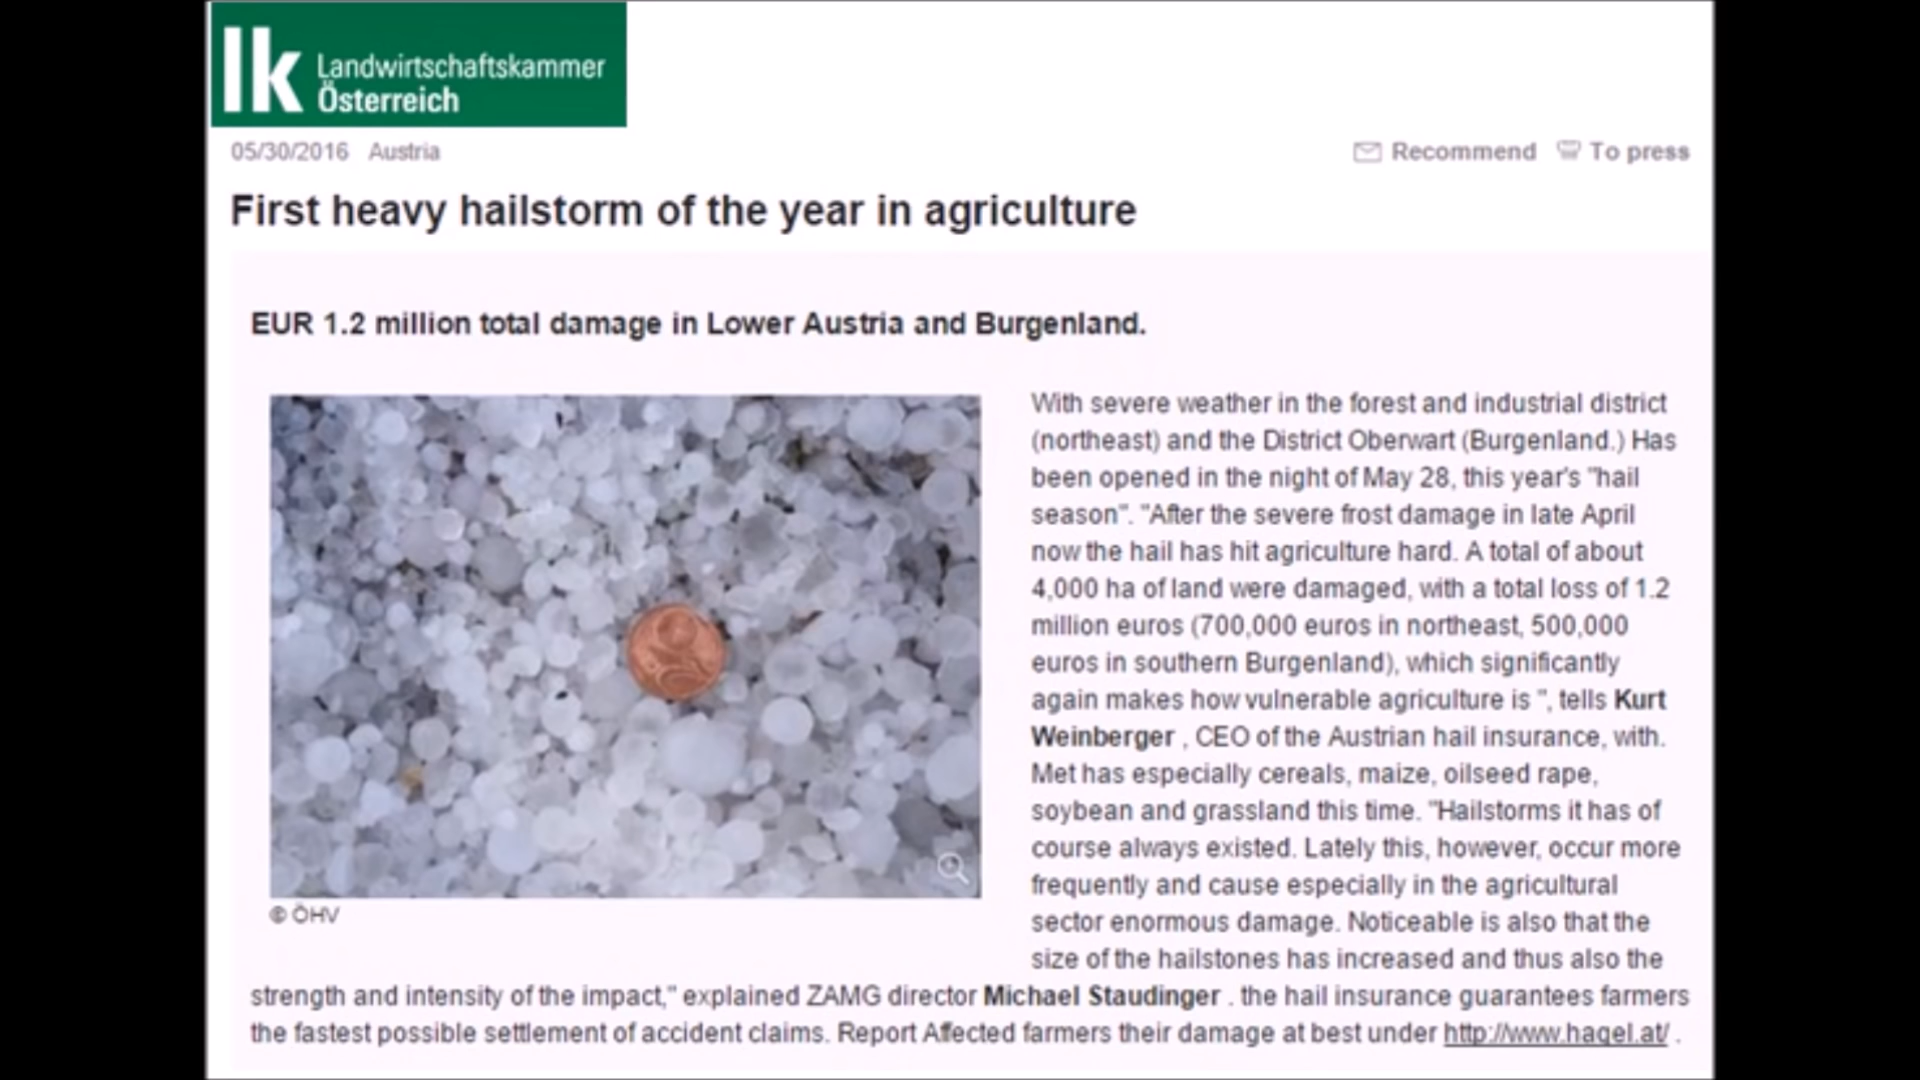 lk Landwirtschaftskammer
Österreich
05/30/2016 Austria
Recommend To press
First heavy hailstorm of the year in agriculture
EUR 1.2 million total damage in Lower Austria and Burgenland.
With severe weather in the forest and industrial district
(northeast) and the District Oberwart (Burgenland.) Has
been opened in the night of May 28, this year's "hail
season". "After the severe frost damage in late April
now the hail has hit agriculture hard. A total of about
4,000 ha of land were damaged, with a total loss of 1.2
million euros (700,000 euros in northeast, 500,000
euros in southern Burgenland), which significantly
again makes how vulnerable agriculture is ", tells Kurt
Weinberger , CEO of the Austrian hail insurance, with.
Met has especially cereals, maize, oilseed rape,
soybean and grassland this time. "Hailstorms it has of
course always existed. Lately this, however, occur more
frequently and cause especially in the agricultural
sector enormous damage. Noticeable is also that the
size of the hailstones has increased and thus also the
© ÖHV
strength and intensity of the impact," explained ZAMG director Michael Staudinger . the hail insurance guarantees farmers
the fastest possible settlement of accident claims. Report Affected farmers their damage at best under http://www.hagel.at/ .